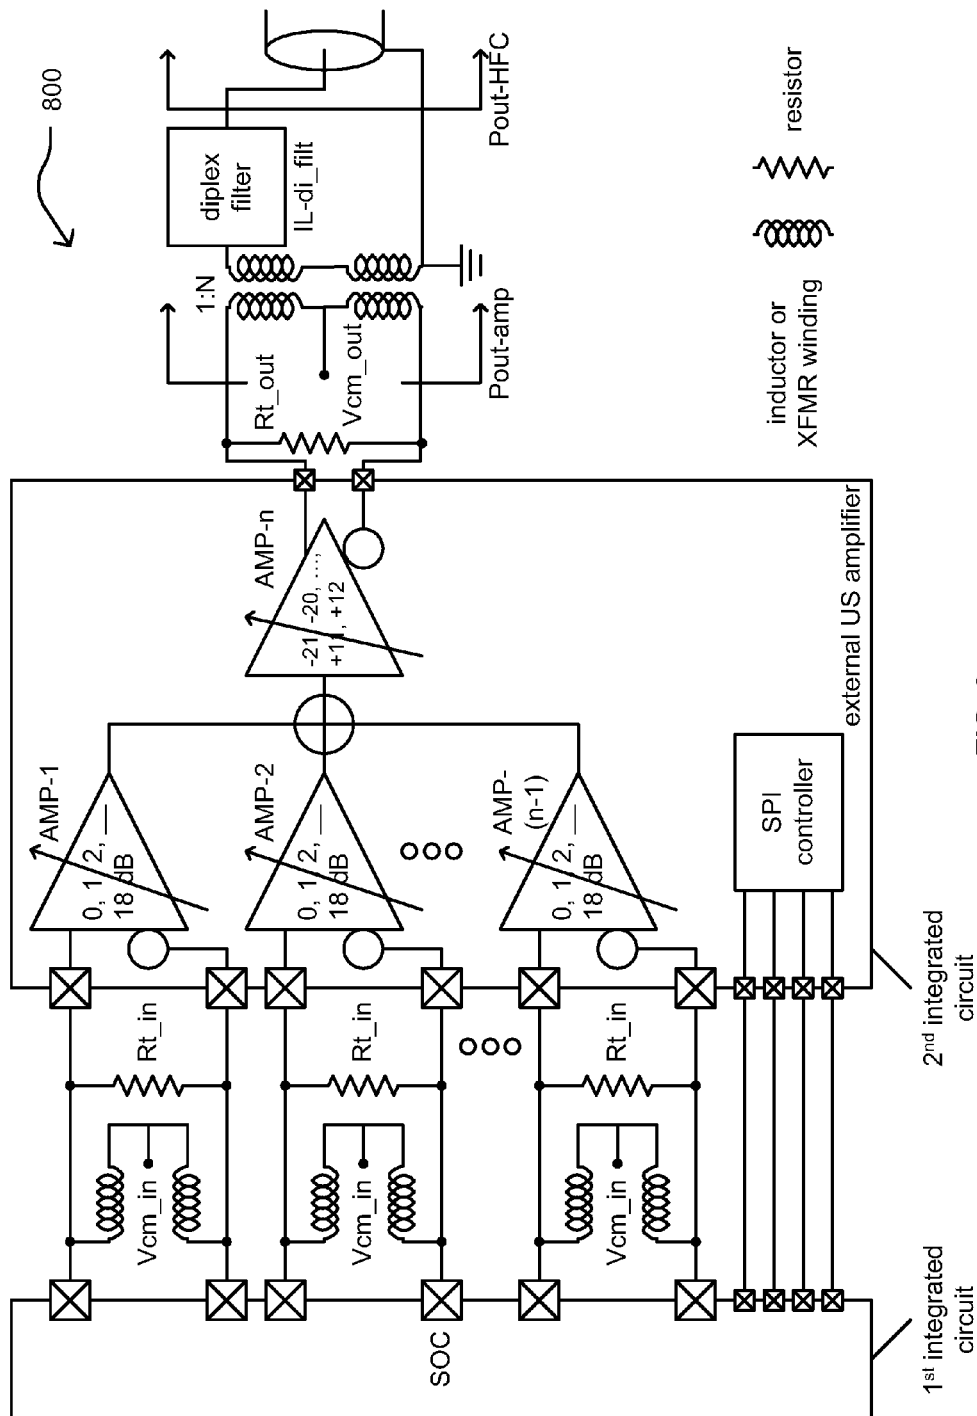 800
diplex
filter
IL-di_filt
Pout-HFC
1:N
Rt_out
Vcm_out
Pout-amp
resistor
inductor or
XFMR winding
AMP-n
-21 -20, ...,
+11, +12
external US amplifier
AMP-1
0, 1, 2, __
18 dB
AMP-2
0, 1, 2, __
18 dB
AMP-
(n-1)
0, 1, 2, __
18 dB
SPI
controller
2nd integrated
circuit
Rt_in
Rt_in
Rt_in
Vcm_in
Vcm_in
Vcm_in
SOC
1st integrated
circuit